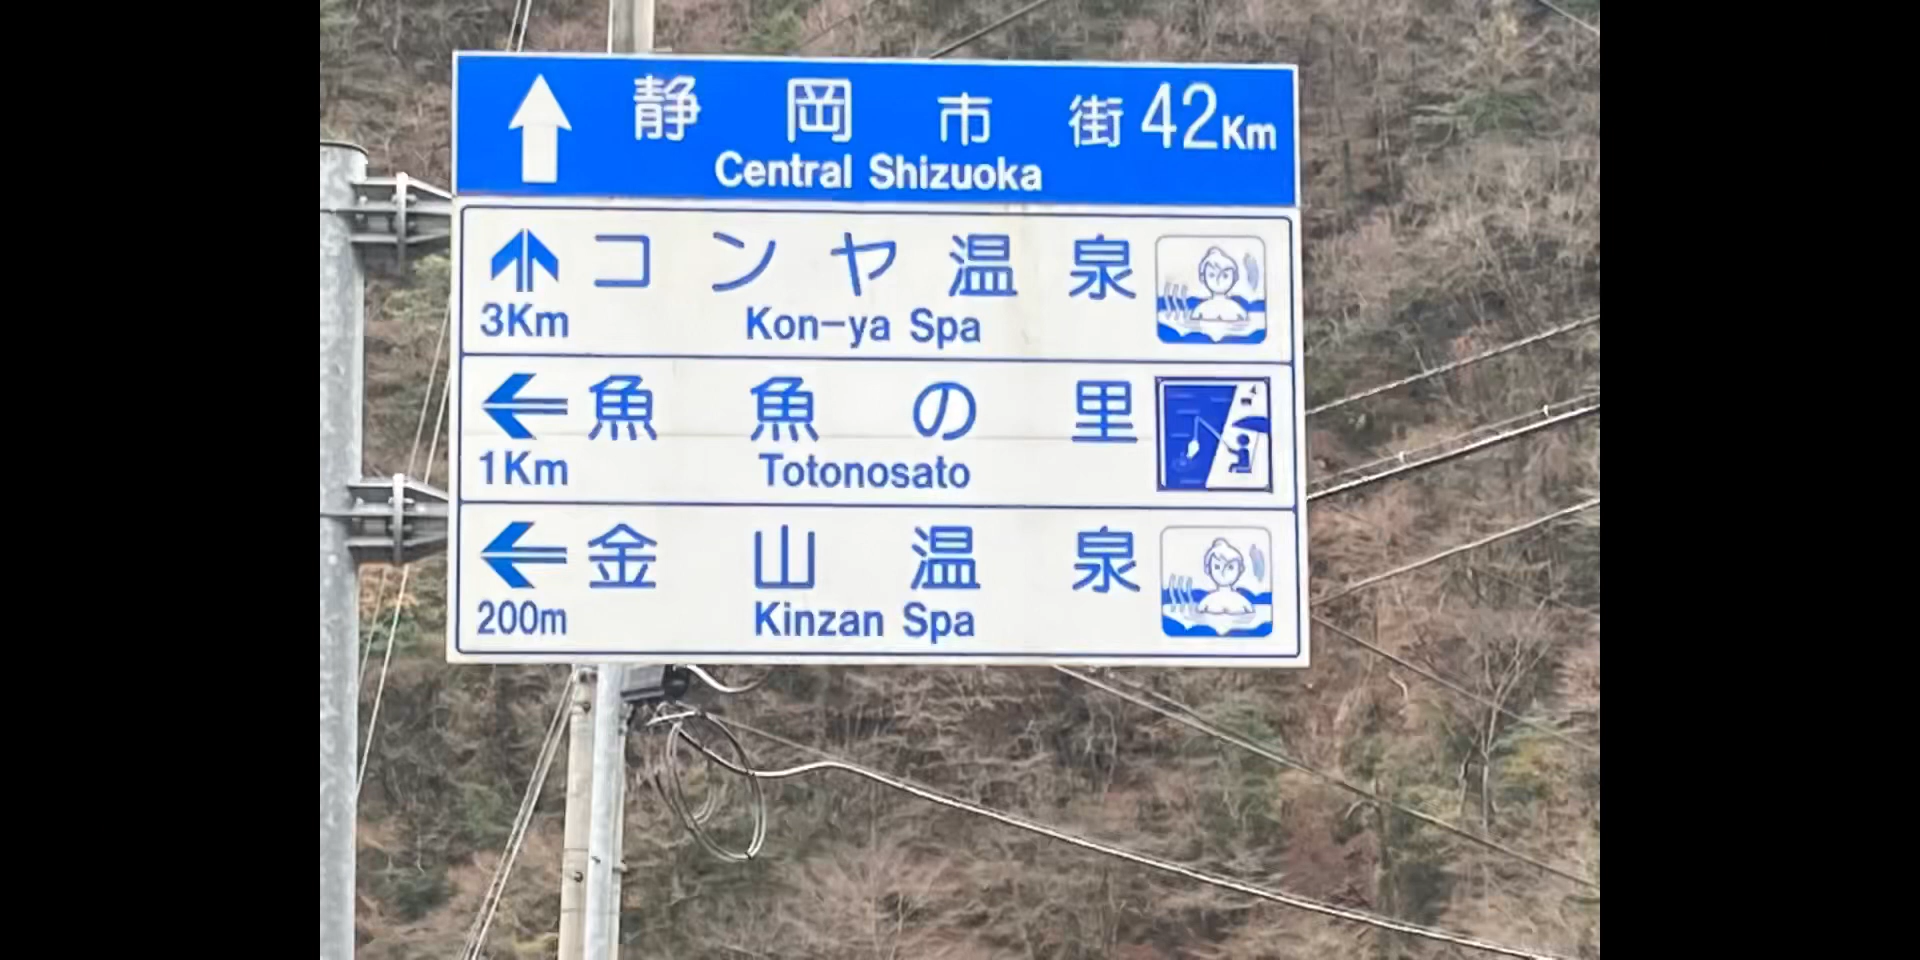 静岡市街 42Km
Central Shizuoka
コンヤ温泉
3Km Kon-ya Spa
魚魚の里
1Km Totonosato
金山温泉
200m Kinzan Spa